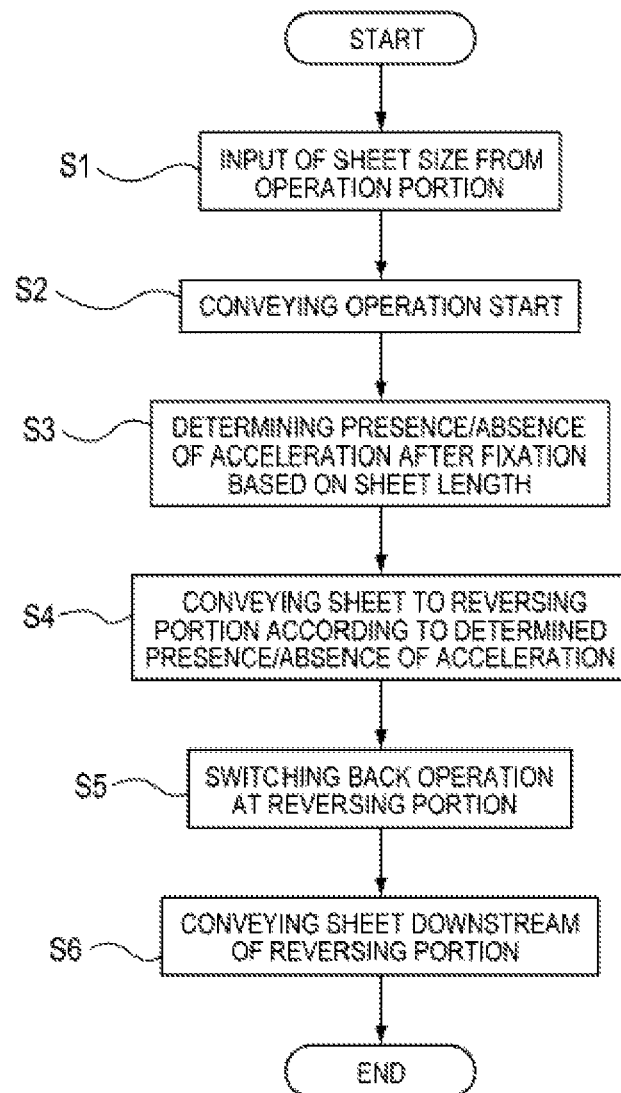 START
S1
INPUT OF SHEET SIZE FROM
OPERATION PORTION
S2
CONVEYING OPERATION START
S3
DETERMINING PRESENCE/ABSENCE
OF ACCELERATION AFTER FIXATION
BASED ON SHEET LENGTH
S4
CONVEYING SHEET TO REVERSING
PORTION ACCORDING TO DETERMINED
PRESENCE/ABSENCE OF ACCELERATION
S5
SWITCHING BACK OPERATION
AT REVERSING PORTION
S6
CONVEYING SHEET DOWNSTREAM
OF REVERSING PORTION
END